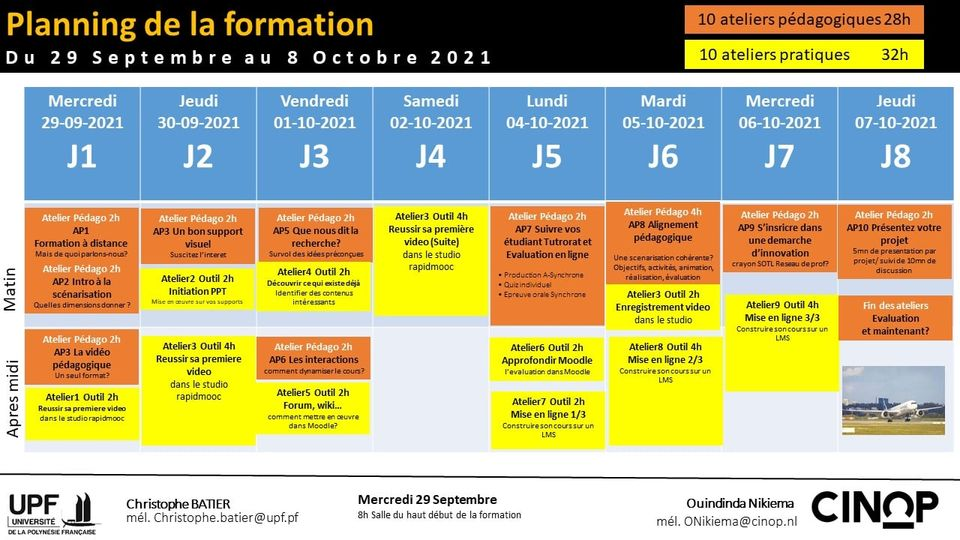 Planning de la formation
Du 29 Septembre au 8 Octobre 2021
10 ateliers pédagogiques 28h
10 ateliers pratiques 32h
Mercredi
29-09-2021
J1
Jeudi
30-09-2021
J2
Vendredi
01-10-2021
J3
Samedi
02-10-2021
J4
Lundi
04-10-2021
J5
Mardi
05-10-2021
J6
Mercredi
06-10-2021
J7
Jeudi
07-10-2021
J8
Matin
Atelier Pédago 2h
AP1
Formation à distance
Mais de quoi parlons-nous?
Atelier Pédago 2h
AP2 Intro à la
scénarisation
Quelles dimensions donner ?
Atelier Pédago 2h
AP3 Un bon support
visuel
Suscitez l'interet
Atelier2 Outil 2h
Initiation PPT
Mise en œuvre sur vos supports
Atelier Pédago 2h
AP5 Que nous dit la
recherche?
Survol des idées préconçues
Atelier4 Outil 2h
Découvrir ce qui existe déjà
Identifier des contenus
intéressants
Atelier3 Outil 4h
Reussir sa première
video (Suite)
dans le studio
rapidmooc
Atelier Pédago 2h
AP7 Suivre vos
étudiant Tutrorat et
Evaluation en ligne
• Production A-Synchrone
• Quiz individuel
• Epreuve orale Synchrone
Atelier Pédago 4h
AP8 Alignement
pédagogique
Une scenarisation cohérente?
Objectifs, activités, animation,
réalisation, évaluation
Atelier3 Outil 2h
Enregistrement video
dans le studio
Atelier Pédago 2h
AP9 S'insricre dans
une demarche
d'innovation
crayon SOTL Reseau de prof?
Atelier9 Outil 4h
Mise en ligne 3/3
Construire son cours sur un
LMS
Atelier Pédago 2h
AP10 Présentez votre
projet
5mn de presentation par
projet/ suivi de 10mn de
discussion
Fin des ateliers
Evaluation
et maintenant?
Apres midi
Atelier Pédago 2h
AP3 La vidéo
pédagogique
Un seul format?
Atelier1 Outil 2h
Reussir sa premiere video
dans le studio rapidmooc
Atelier3 Outil 4h
Reussir sa premiere
video
dans le studio
rapidmooc
Atelier Pédago 2h
AP6 Les interactions
comment dynamiser le cours?
Atelier5 Outil 2h
Forum, wiki...
comment mettre en œuvre
dans Moodle?
Atelier6 Outil 2h
Approfondir Moodle
l'evaluation dans Moodle
Atelier7 Outil 2h
Mise en ligne 1/3
Construire son cours sur un
LMS
Atelier8 Outil 4h
Mise en ligne 2/3
Construire son cours sur un
LMS
UPF
UNIVERSITÉ
DE LA POLYNÉSIE FRANÇAISE
Christophe BATIER
mél. Christophe.batier@upf.pf
Mercredi 29 Septembre
8h Salle du haut début de la formation
Ouindinda Nikiema
mél. ONikiema@cinop.nl
CINOP